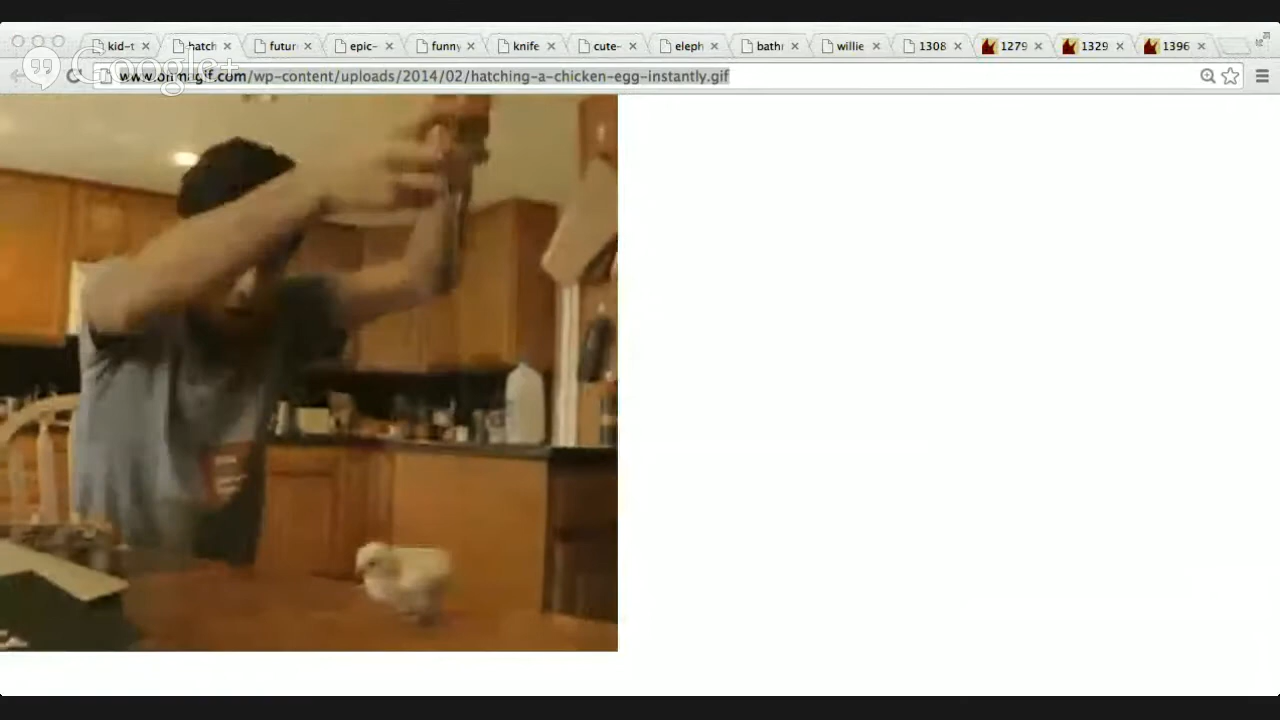 kid-t hatch futur epic- funny knife cute- eleph bathr willie 1308 1279 1329 1396
Google+
/wp-content/uploads/2014/02/hatching-a-chicken-egg-instantly.gif